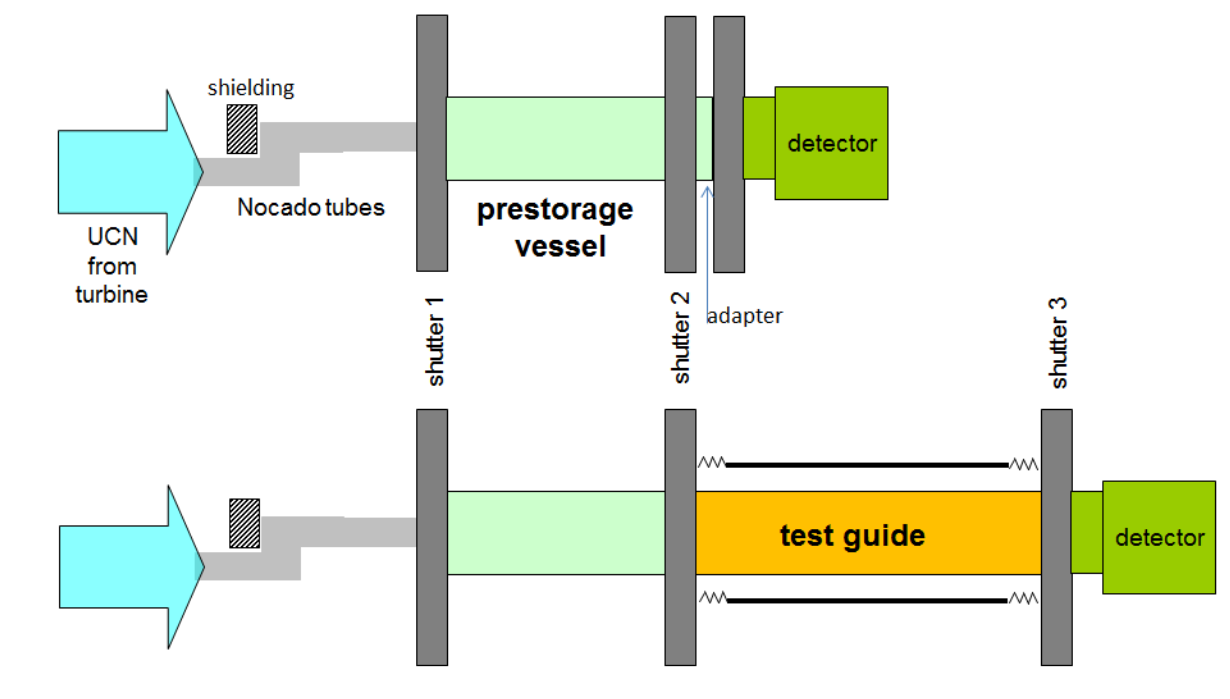 shielding
detector
Nocado tubes
prestorage
vessel
UCN
from
turbine
shutter 1
shutter 2
adapter
shutter 3
test guide
detector